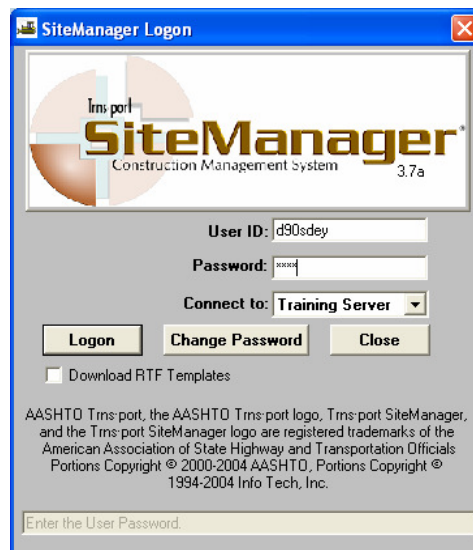 SiteManager Logon
Trns·port
SiteManager®
Construction Management System
3.7a
User ID: d90sdey
Password: ****
Connect to: Training Server
Logon Change Password Close
Download RTF Templates
AASHTO Trns·port, the AASHTO Trns·port logo, Trns·port SiteManager,
and the Trns·port SiteManager logo are registered trademarks of the
American Association of State Highway and Transportation Officials
Portions Copyright © 2000-2004 AASHTO, Portions Copyright ©
1994-2004 Info Tech, Inc.
Enter the User Password.